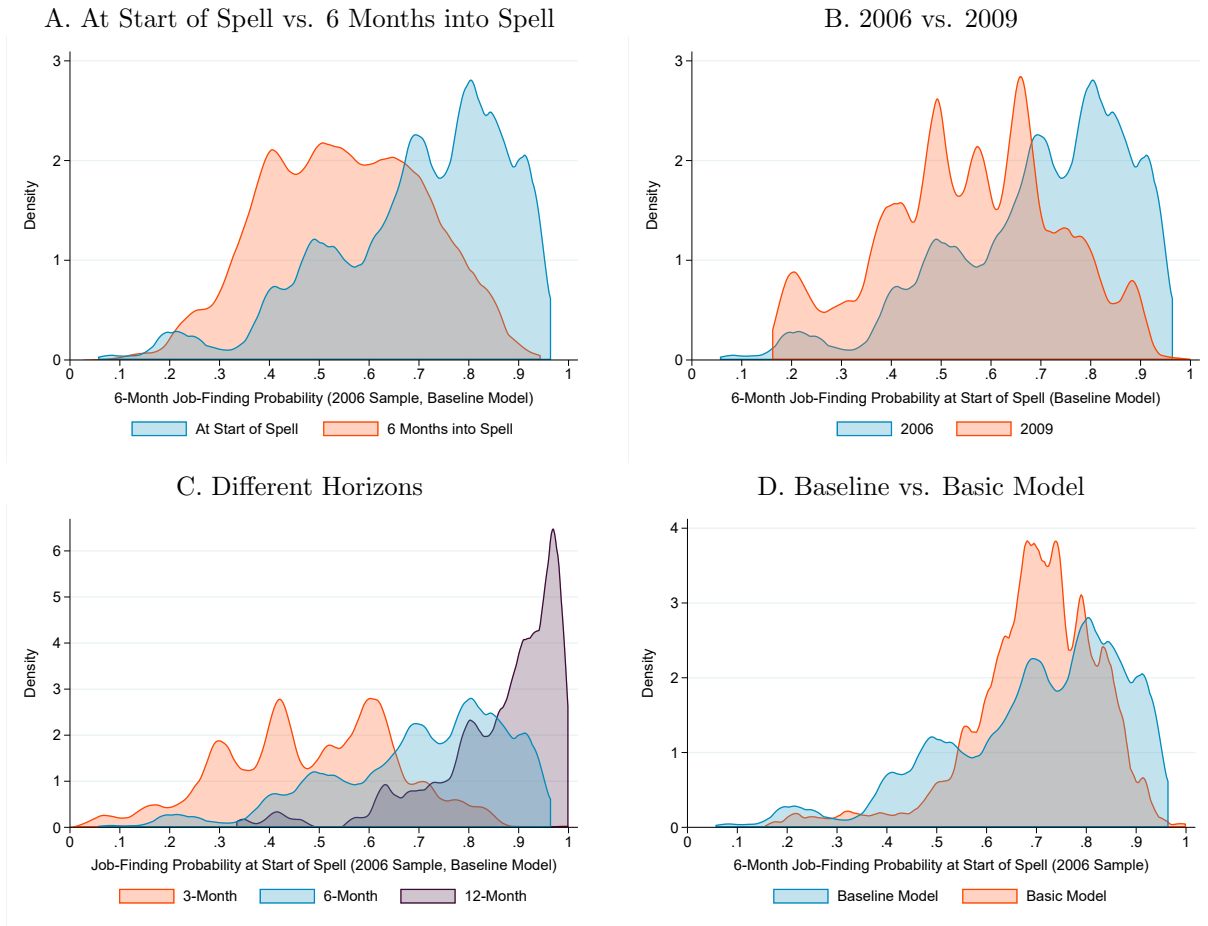 A. At Start of Spell vs. 6 Months into Spell
3
2
1
0
Density
0 .1 .2 .3 .4 .5 .6 .7 .8 .9 1
6-Month Job-Finding Probability (2006 Sample, Baseline Model)
At Start of Spell 6 Months into Spell
B. 2006 vs. 2009
3
2
1
0
Density
0 .1 .2 .3 .4 .5 .6 .7 .8 .9 1
6-Month Job-Finding Probability at Start of Spell (Baseline Model)
2006 2009
C. Different Horizons
6
5
4
3
2
1
0
Density
0 .1 .2 .3 .4 .5 .6 .7 .8 .9 1
Job-Finding Probability at Start of Spell (2006 Sample, Baseline Model)
3-Month 6-Month 12-Month
D. Baseline vs. Basic Model
4
3
2
1
0
Density
0 .1 .2 .3 .4 .5 .6 .7 .8 .9 1
6-Month Job-Finding Probability at Start of Spell (2006 Sample)
Baseline Model Basic Model